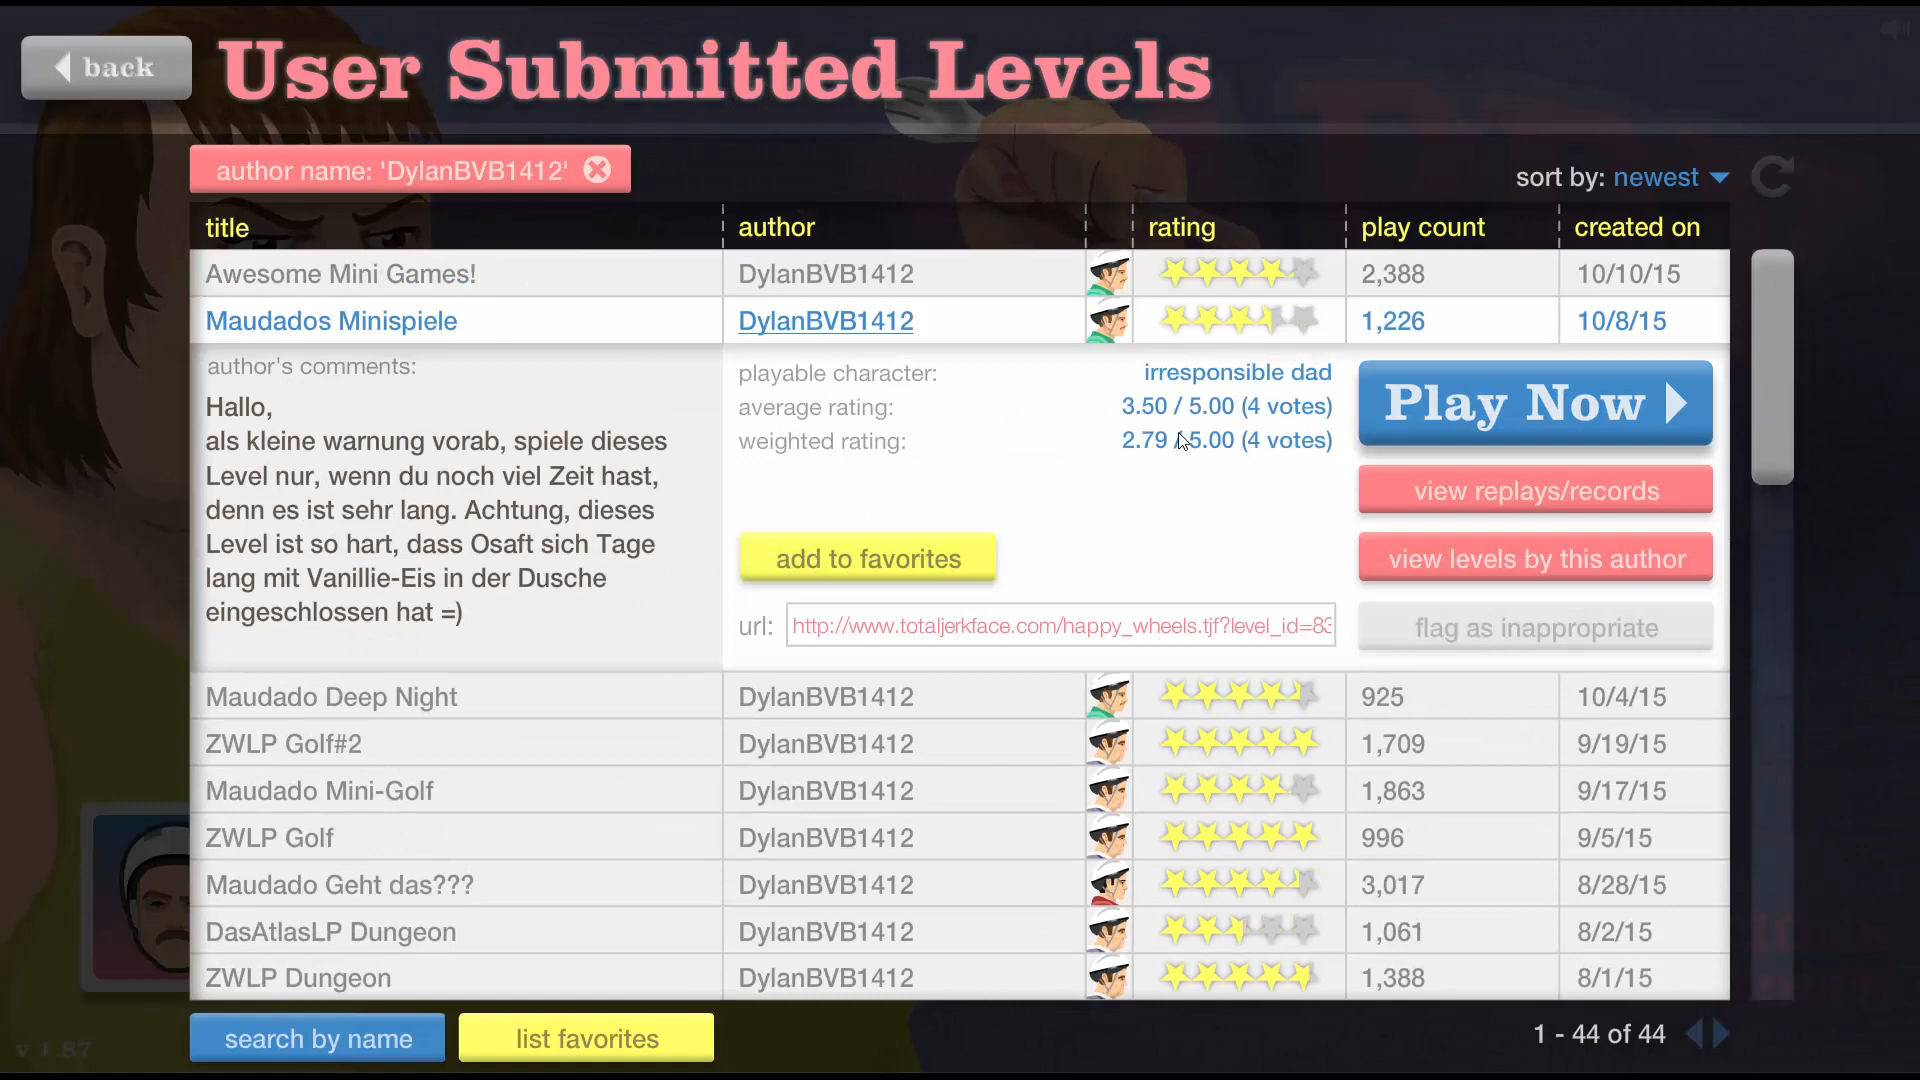 back
User Submitted Levels
author name: 'DylanBVB1412'
sort by: newest
title author rating play count created on
Awesome Mini Games! DylanBVB1412 2,388 10/10/15
Maudados Minispiele DylanBVB1412 1,226 10/8/15
author's comments:
Hallo,
als kleine warnung vorab, spiele dieses
Level nur, wenn du noch viel Zeit hast,
denn es ist sehr lang. Achtung, dieses
Level ist so hart, dass Osaft sich Tage
lang mit Vanillie-Eis in der Dusche
eingeschlossen hat =)
playable character: irresponsible dad
average rating: 3.50 / 5.00 (4 votes)
weighted rating: 2.79 / 5.00 (4 votes)
add to favorites
url: http://www.totaljerkface.com/happy_wheels.tjf?level_id=83
Play Now
view replays/records
view levels by this author
flag as inappropriate
Maudado Deep Night DylanBVB1412 925 10/4/15
ZWLP Golf#2 DylanBVB1412 1,709 9/19/15
Maudado Mini-Golf DylanBVB1412 1,863 9/17/15
ZWLP Golf DylanBVB1412 996 9/5/15
Maudado Geht das??? DylanBVB1412 3,017 8/28/15
DasAtlasLP Dungeon DylanBVB1412 1,061 8/2/15
ZWLP Dungeon DylanBVB1412 1,388 8/1/15
search by name
list favorites
1 - 44 of 44
v 1.87